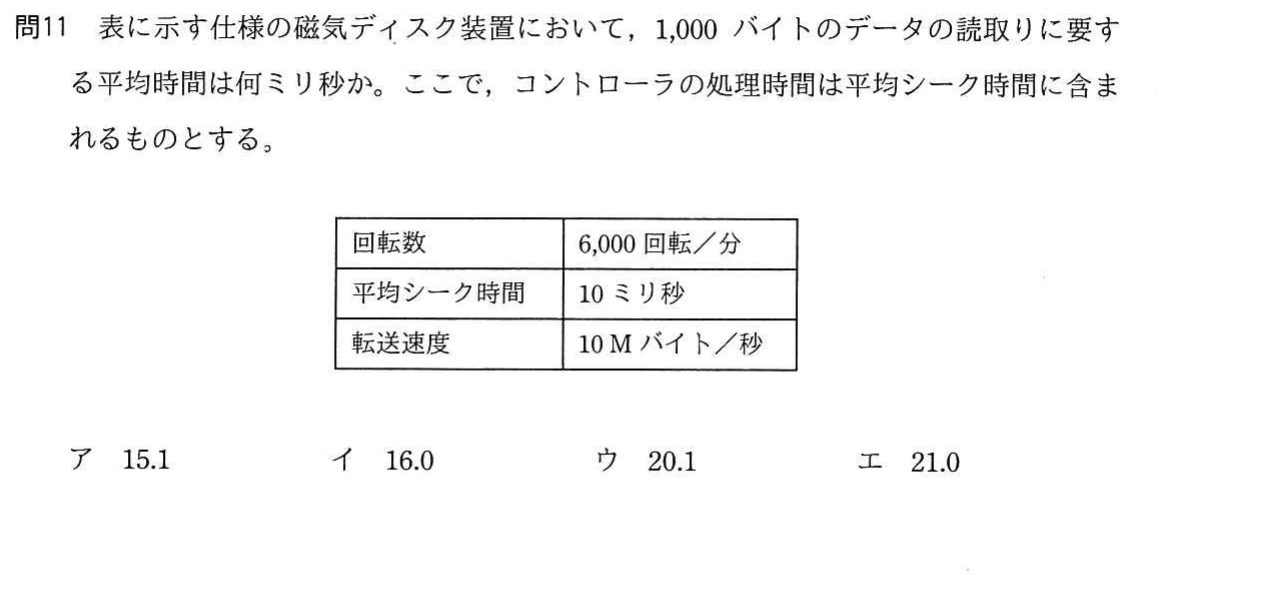 問11 表に示す仕様の磁気ディスク装置において，1,000 バイトのデータの読取りに要す
る平均時間は何ミリ秒か。ここで，コントローラの処理時間は平均シーク時間に含ま
れるものとする。
回転数 6,000 回転／分
平均シーク時間 10 ミリ秒
転送速度 10 M バイト／秒
ア 15.1 イ 16.0 ウ 20.1 エ 21.0